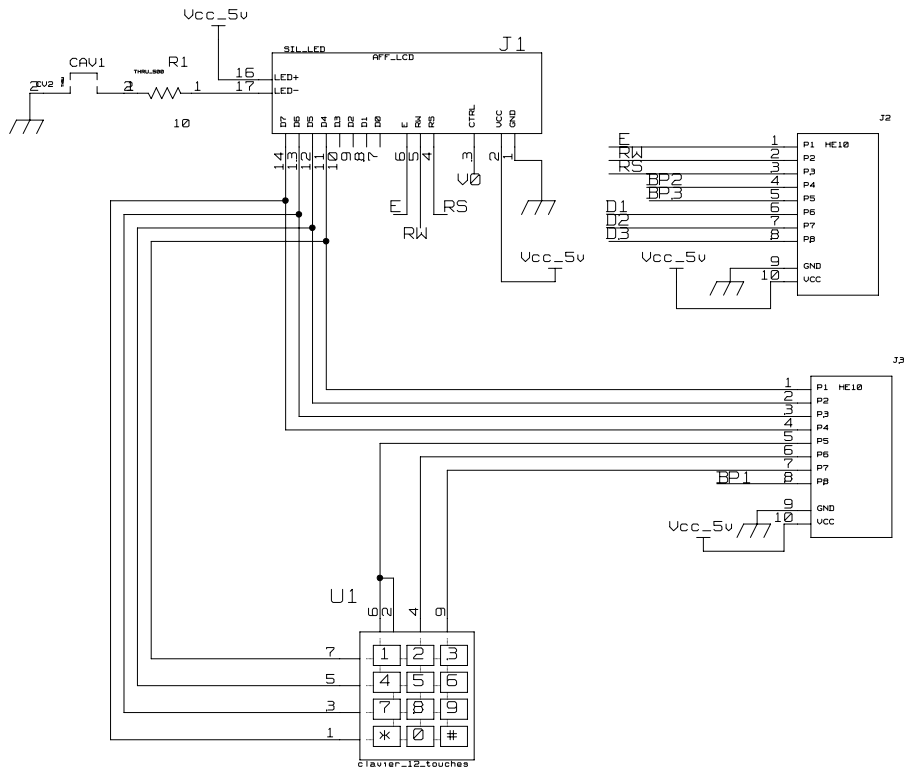 Vcc_5v
SIL_LED
J1
AFF_LCD
CAV1
R1
THRU_500
16
LED+
2
2
1
17
LED-
10
D7
D6
D5
D4
D3
D2
D1
D0
E
RW
RS
CTRL
VCC
GND
14
13
12
11
10
9
8
7
6
5
4
3
2
1
V0
E
RS
RW
Vcc_5v
J2
E
1
P1
HE10
RW
2
P2
RS
3
P3
BP2
4
P4
BP3
5
P5
D1
6
P6
D2
7
P7
D3
8
P8
Vcc_5v
9
GND
10
VCC
J3
1
P1
HE10
2
P2
3
P3
4
P4
5
P5
6
P6
7
P7
BP1
8
P8
9
GND
Vcc_5v
10
VCC
U1
6
2
4
9
7
1
2
3
5
4
5
6
3
7
8
9
1
*
0
#
clavier_12_touches